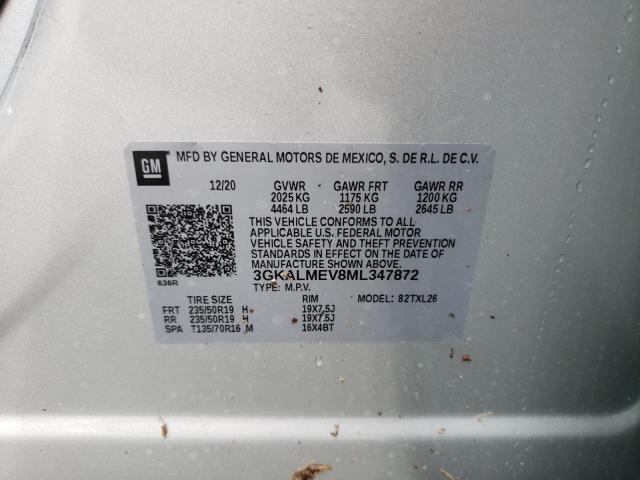 GM
MFD BY GENERAL MOTORS DE MEXICO, S. DE R.L. DE C.V.
12/20 GVWR GAWR FRT GAWR RR
2025 KG 1175 KG 1200 KG
4464 LB 2590 LB 2645 LB
THIS VEHICLE CONFORMS TO ALL
APPLICABLE U.S. FEDERAL MOTOR
VEHICLE SAFETY AND THEFT PREVENTION
STANDARDS IN EFFECT ON THE DATE OF
MANUFACTURE SHOWN ABOVE.
3GKALMEV8ML347872
636R
TYPE: M.P.V.
TIRE SIZE RIM MODEL: 82TXL26
FRT 235/50R19 H 19X7.5J
RR 235/50R19 H 19X7.5J
SPA T135/70R16 M 16X4BT